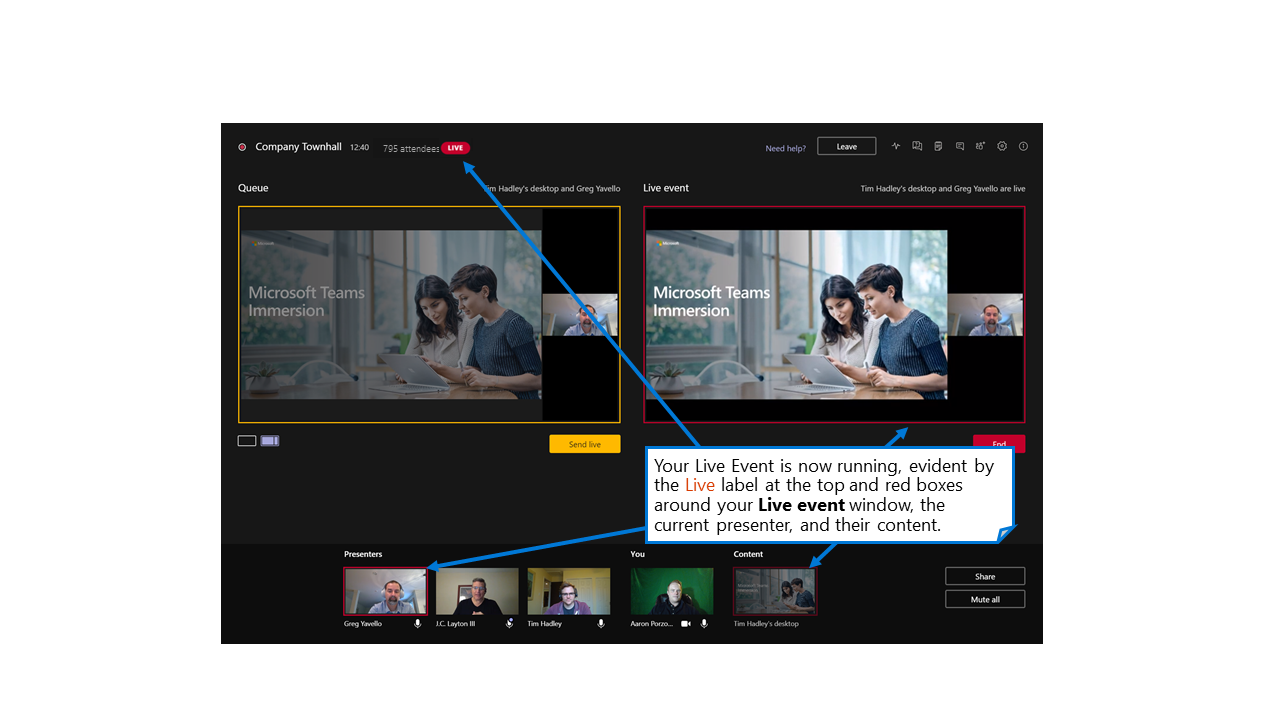 Company Townhall 12:40 795 attendees LIVE
Need help? Leave
Queue
Tim Hadley's desktop and Greg Yavello
Live event
Tim Hadley's desktop and Greg Yavello are live
Microsoft
Microsoft Teams
Immersion
Microsoft
Microsoft Teams
Immersion
Send live
End
Your Live Event is now running, evident by
the Live label at the top and red boxes
around your Live event window, the
current presenter, and their content.
Presenters
You
Content
Microsoft Teams
Immersion
Greg Yavello
J.C. Layton III
Tim Hadley
Aaron Porzo...
Tim Hadley's desktop
Share
Mute all